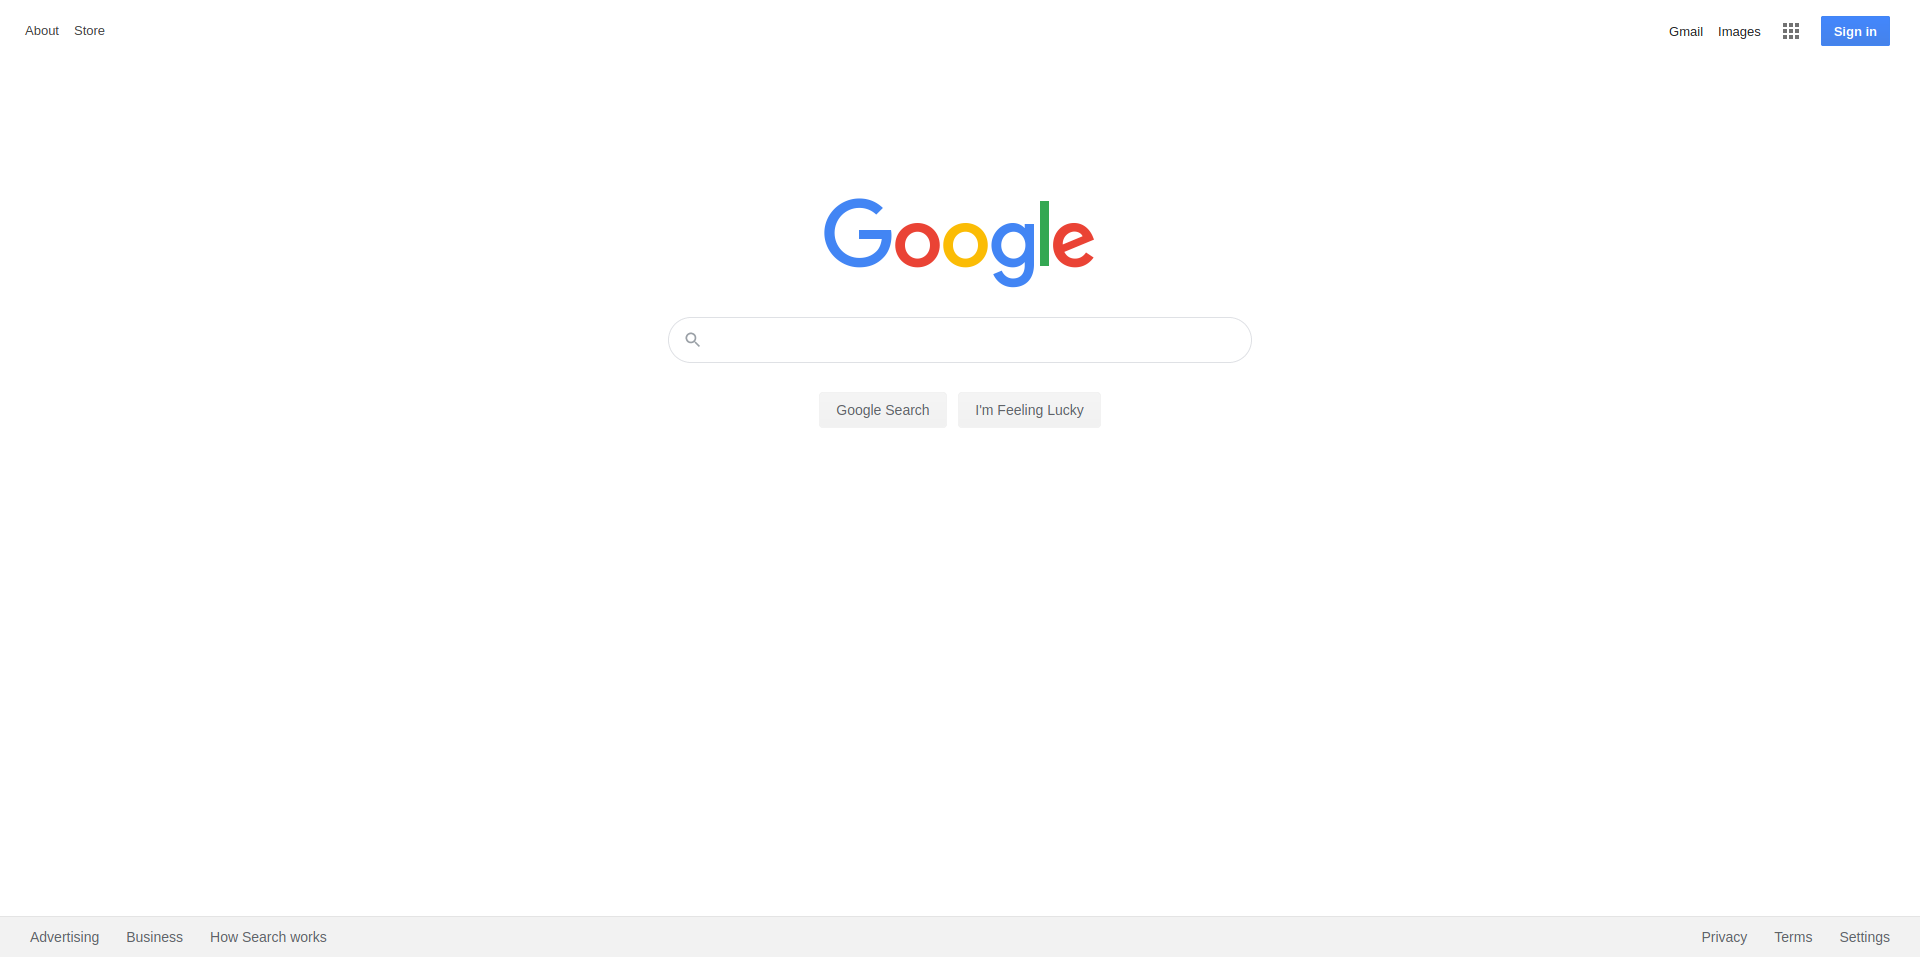 About Store Gmail Images Sign in
Google
Google Search I'm Feeling Lucky
Advertising Business How Search works Privacy Terms Settings